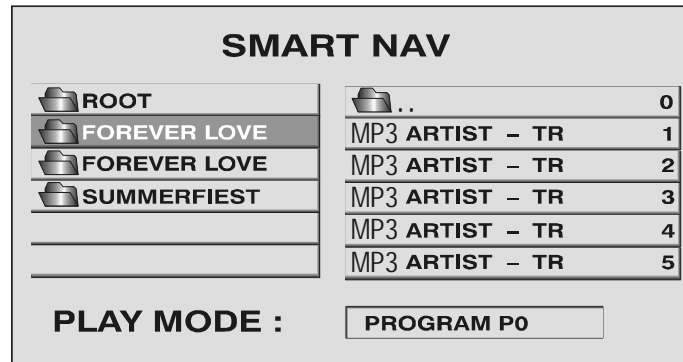 SMART NAV
ROOT
FOREVER LOVE
FOREVER LOVE
SUMMERFIEST
.. 0
MP3 ARTIST – TR 1
MP3 ARTIST – TR 2
MP3 ARTIST – TR 3
MP3 ARTIST – TR 4
MP3 ARTIST – TR 5
PLAY MODE : PROGRAM P0